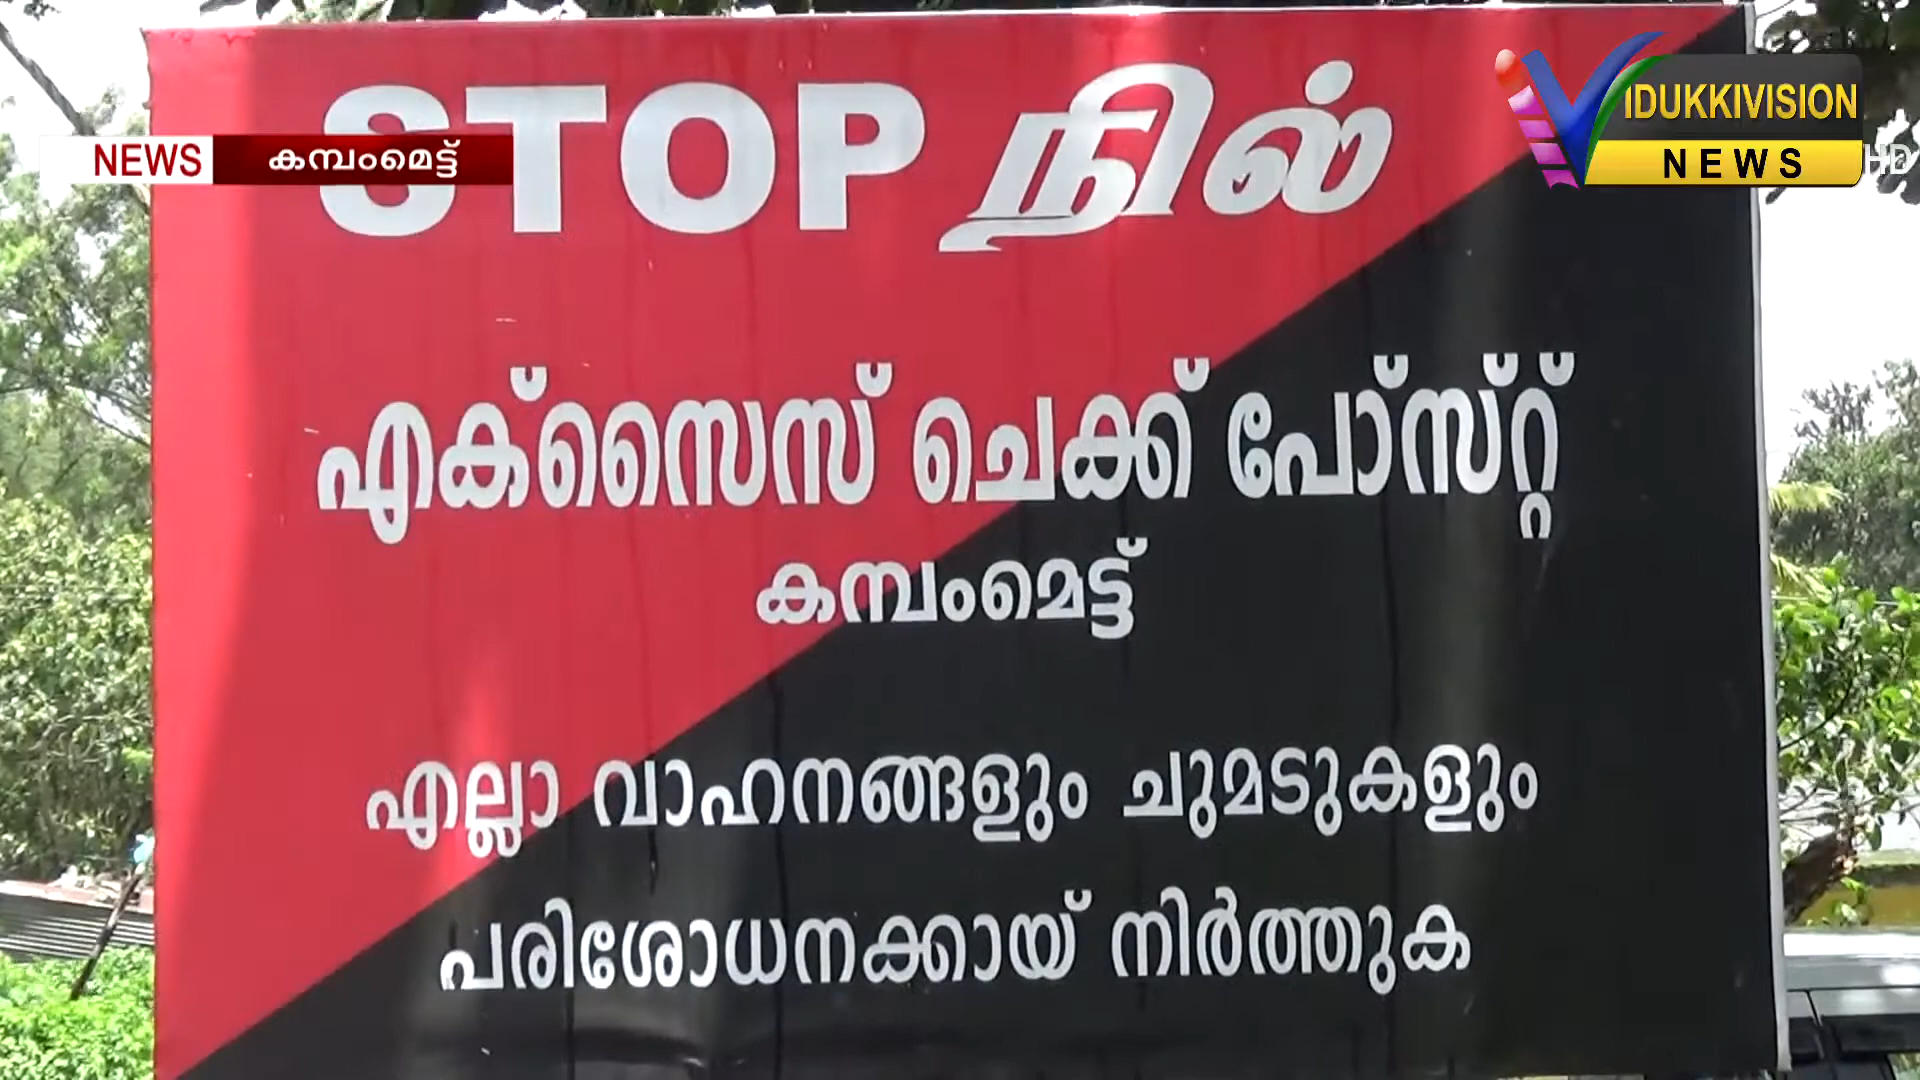 STOP நில்
IDUKKIVISION
NEWS
HD
NEWS കമ്പംമെട്ട്
എക്സൈസ് ചെക്ക് പോസ്റ്റ്
കമ്പംമെട്ട്
എല്ലാ വാഹനങ്ങളും ചുമടുകളും
പരിശോധനക്കായ് നിർത്തുക